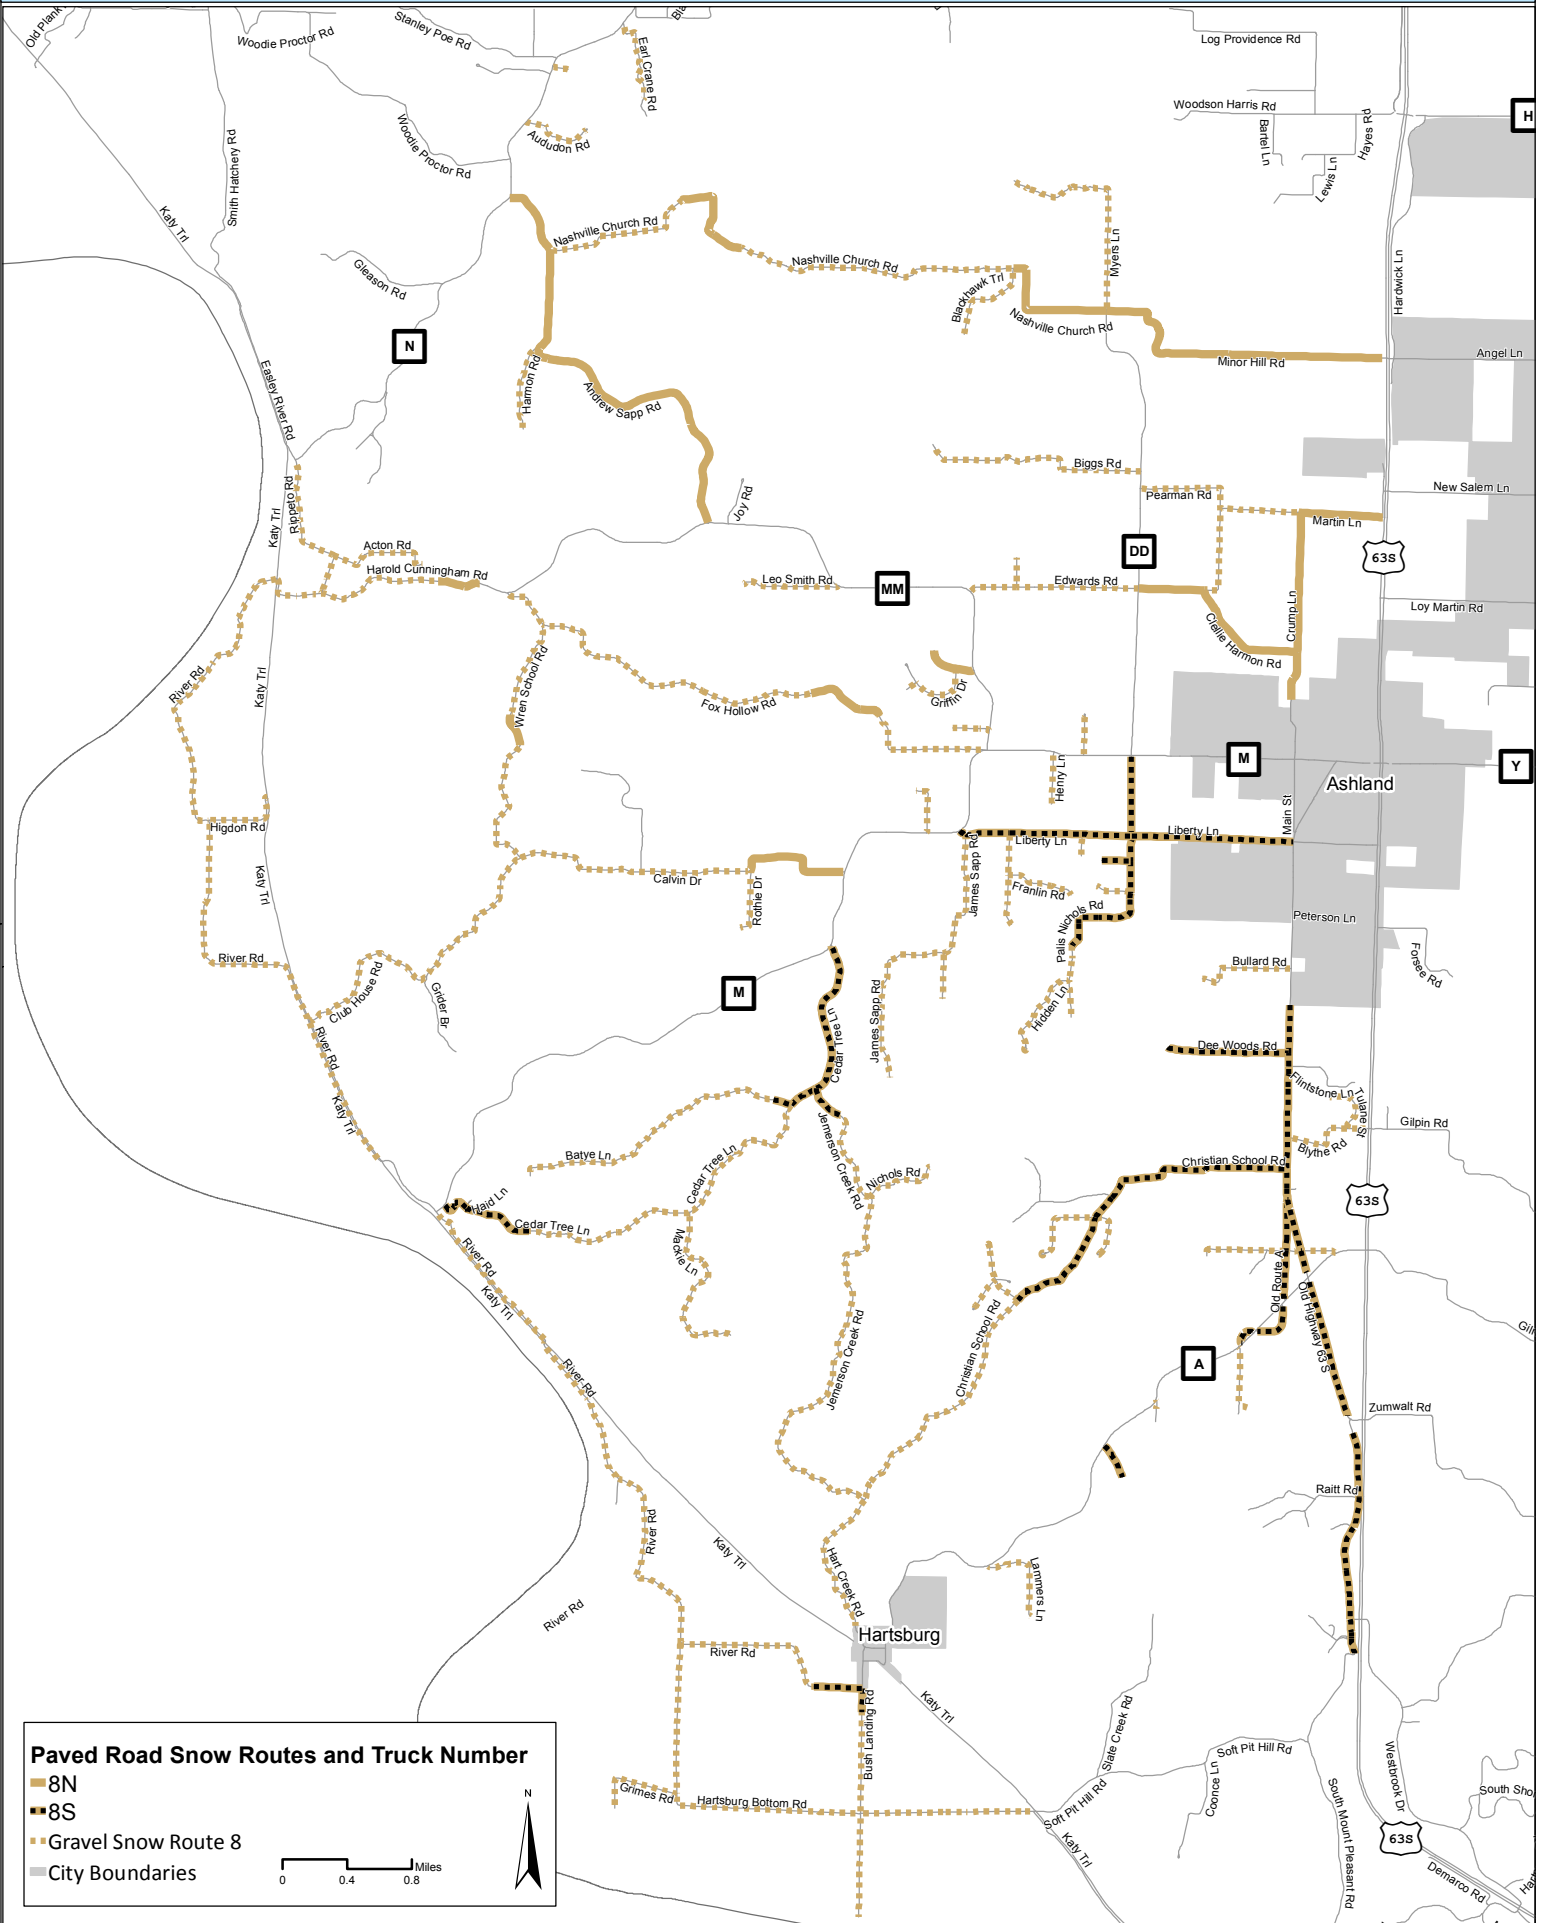 Old Plank
Woodie Proctor Rd
Stanley Poe Rd
Bla
Earl Crane Rd
Log Providence Rd
Woodson Harris Rd
H
Bartel Ln
Hayes Rd
Lewis Ln
Smith Hatchery Rd
Woodie Proctor Rd
Aududon Rd
Katy Trl
Nashville Church Rd
Nashville Church Rd
Myers Ln
Hardwick Ln
Gleason Rd
Blackhawk Trl
Nashville Church Rd
N
Minor Hill Rd
Angel Ln
Easley River Rd
Harmon Rd
Andrew Sapp Rd
Biggs Rd
Pearman Rd
New Salem Ln
Joy Rd
Rippeto Rd
Katy Trl
Martin Ln
Acton Rd
DD
63S
Harold Cunningham Rd
Leo Smith Rd
MM
Edwards Rd
Crump Ln
Loy Martin Rd
Clellie Harmon Rd
River Rd
Katy Trl
Wren School Rd
Fox Hollow Rd
Griffin Dr
M
Y
Henry Ln
Ashland
Main St
Higdon Rd
Liberty Ln
Liberty Ln
James Sapp Rd
Katy Trl
Calvin Dr
Rothie Dr
Franlin Rd
Palis Nichols Rd
Peterson Ln
River Rd
Bullard Rd
Forsee Rd
Club House Rd
Grider Br
M
Hidden Ln
James Sapp Rd
Cedar Tree Ln
River Rd
Dee Woods Rd
Flintstone Ln
Tulane St
Katy Trl
Gilpin Rd
Blythe Rd
Batye Ln
Cedar Tree Ln
Jemerson Creek Rd
Nichols Rd
Christian School Rd
63S
Haid Ln
Cedar Tree Ln
Mackie Ln
River Rd
Katy Trl
Old Route A
Old Highway 63 S
Gil
Christian School Rd
Jemerson Creek Rd
River Rd
A
Zumwalt Rd
Raitt Rd
River Rd
Katy Trl
Hart Creek Rd
Lammers Ln
River Rd
Hartsburg
River Rd
Katy Trl
Bush Landing Rd
Slate Creek Rd
Soft Pit Hill Rd
Westbrook Dr
Coonce Ln
South Mount Pleasant Rd
South Sho
Grimes Rd
Hartsburg Bottom Rd
Soft Pit Hill Rd
Katy Trl
63S
Demarco Rd
Hart
Paved Road Snow Routes and Truck Number
8N
8S
Gravel Snow Route 8
City Boundaries
N
Miles
0 0.4 0.8